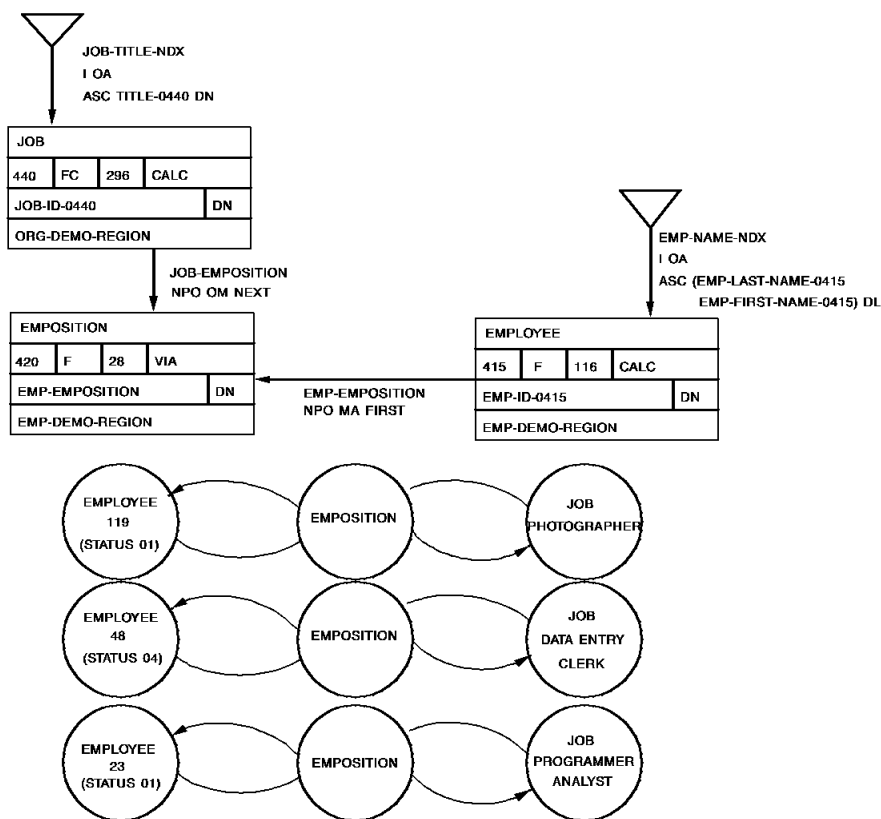 JOB-TITLE-NDX
I OA
ASC TITLE-0440 DN
JOB
440 FC 296 CALC
JOB-ID-0440 DN
ORG-DEMO-REGION
JOB-EMPOSITION
NPO OM NEXT
EMP-NAME-NDX
I OA
ASC (EMP-LAST-NAME-0415
EMP-FIRST-NAME-0415) DL
EMPOSITION
420 F 28 VIA
EMP-EMPOSITION DN
EMP-DEMO-REGION
EMP-EMPOSITION
NPO MA FIRST
EMPLOYEE
415 F 116 CALC
EMP-ID-0415 DN
EMP-DEMO-REGION
EMPLOYEE
119
(STATUS 01)
EMPOSITION
JOB
PHOTOGRAPHER
EMPLOYEE
48
(STATUS 04)
EMPOSITION
JOB
DATA ENTRY
CLERK
EMPLOYEE
23
(STATUS 01)
EMPOSITION
JOB
PROGRAMMER
ANALYST